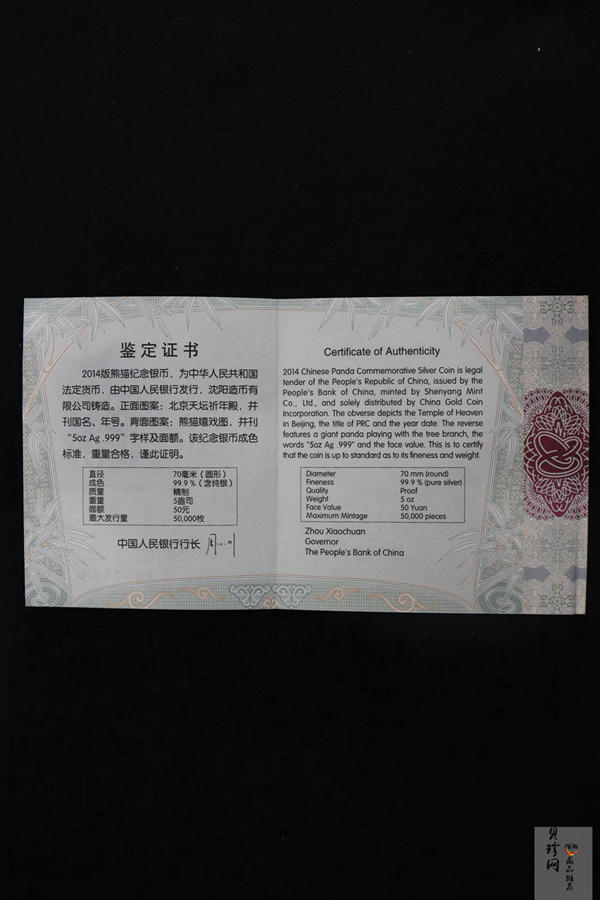 鉴定证书
2014版熊猫纪念银币，为中华人民共和国
法定货币，由中国人民银行发行，沈阳造币有
限公司铸造。正面图案：北京天坛祈年殿，并
刊国名、年号。背面图案：熊猫嬉戏图，并刊
"5oz Ag .999"字样及面额。该纪念银币成色
标准，重量合格，谨此证明。
直径 70毫米（圆形）
成色 99.9％（含纯银）
质量 精制
重量 5盎司
面额 50元
最大发行量 50,000枚
中国人民银行行长
Certificate of Authenticity
2014 Chinese Panda Commemorative Silver Coin is legal
tender of the People's Republic of China, issued by the
People's Bank of China, minted by Shenyang Mint
Co., Ltd., and solely distributed by China Gold Coin
Incorporation. The obverse depicts the Temple of Heaven
in Beijing, the title of PRC and the year date. The reverse
features a giant panda playing with the tree branch, the
words "5oz Ag .999" and the face value. This is to certify
that the coin is up to standard as to its fineness and weight.
Diameter 70 mm (round)
Fineness 99.9 % (pure silver)
Quality Proof
Weight 5 oz
Face Value 50 Yuan
Maximum Mintage 50,000 pieces
Zhou Xiaochuan
Governor
The People's Bank of China
贝珍网
藏品推荐